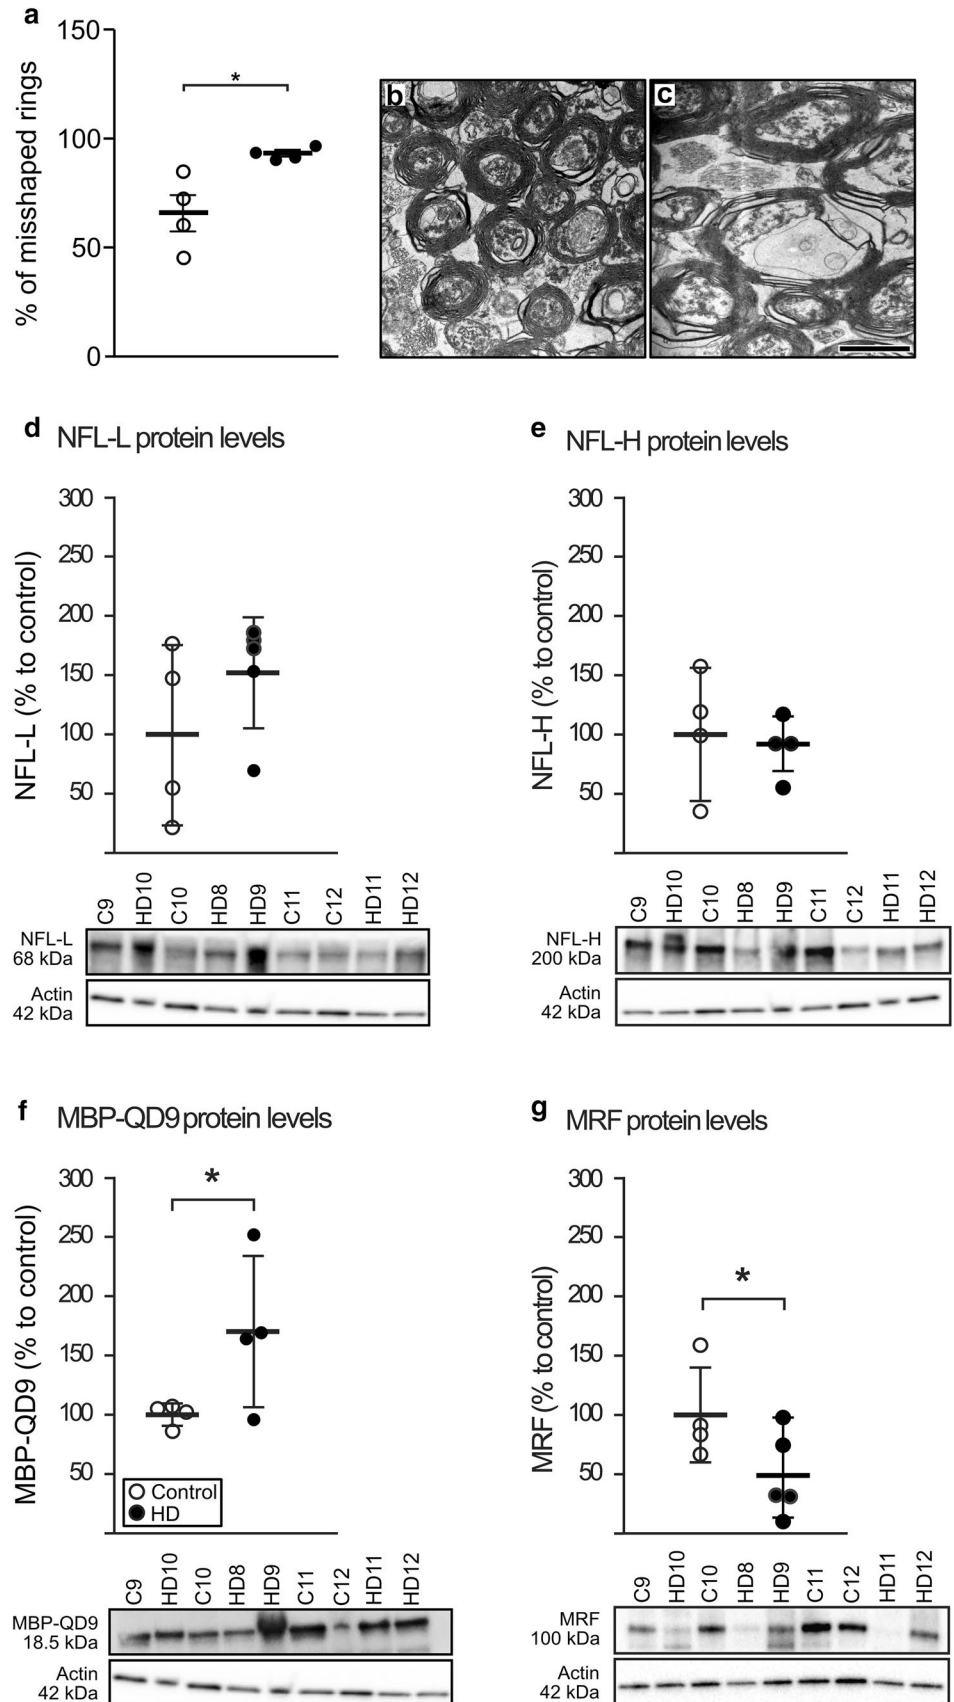 a
150
100
50
0
% of misshaped rings
*
b
c
d
NFL-L protein levels
300
250
200
150
100
50
NFL-L (% to control)
C9 HD10 C10 HD8 HD9 C11 C12 HD11 HD12
NFL-L
68 kDa
Actin
42 kDa
e
NFL-H protein levels
300
250
200
150
100
50
NFL-H (% to control)
C9 HD10 C10 HD8 HD9 C11 C12 HD11 HD12
NFL-H
200 kDa
Actin
42 kDa
f
MBP-QD9 protein levels
300
250
200
150
100
50
MBP-QD9 (% to control)
*
Control
HD
C9 HD10 C10 HD8 HD9 C11 C12 HD11 HD12
MBP-QD9
18.5 kDa
Actin
42 kDa
g
MRF protein levels
300
250
200
150
100
50
MRF (% to control)
*
C9 HD10 C10 HD8 HD9 C11 C12 HD11 HD12
MRF
100 kDa
Actin
42 kDa